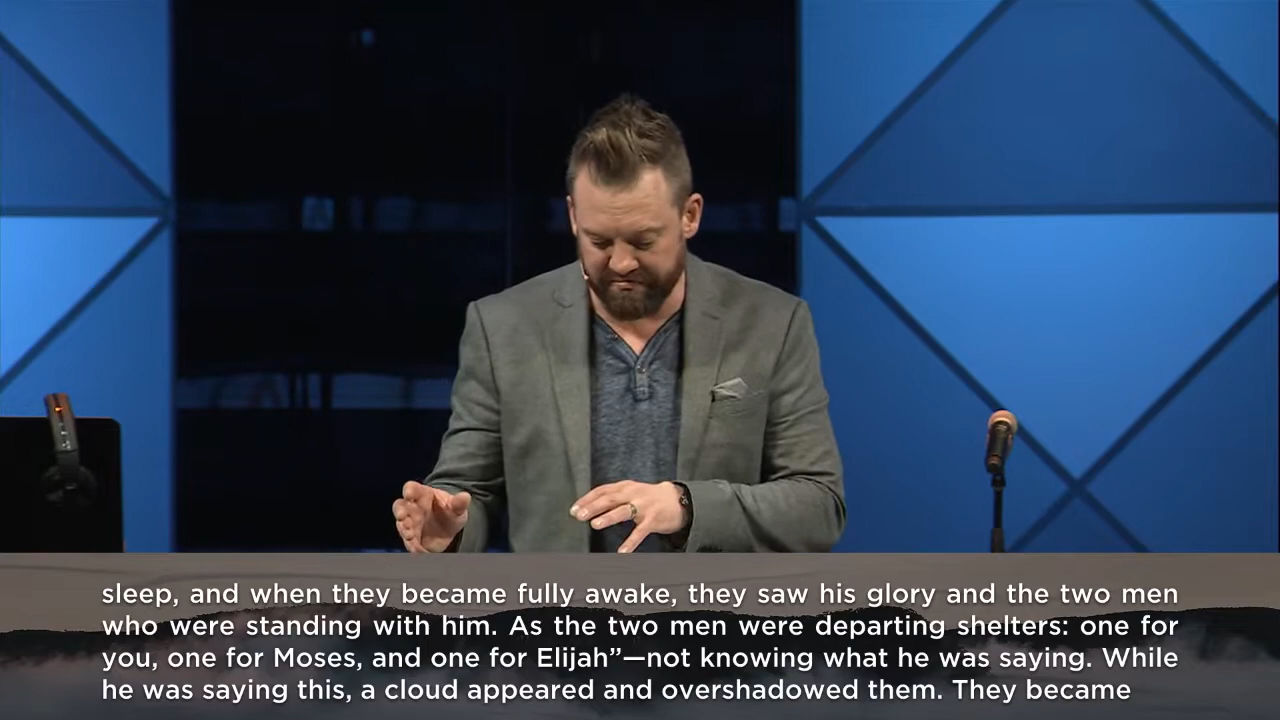 sleep, and when they became fully awake, they saw his glory and the two men
who were standing with him. As the two men were departing shelters: one for
you, one for Moses, and one for Elijah”—not knowing what he was saying. While
he was saying this, a cloud appeared and overshadowed them. They became